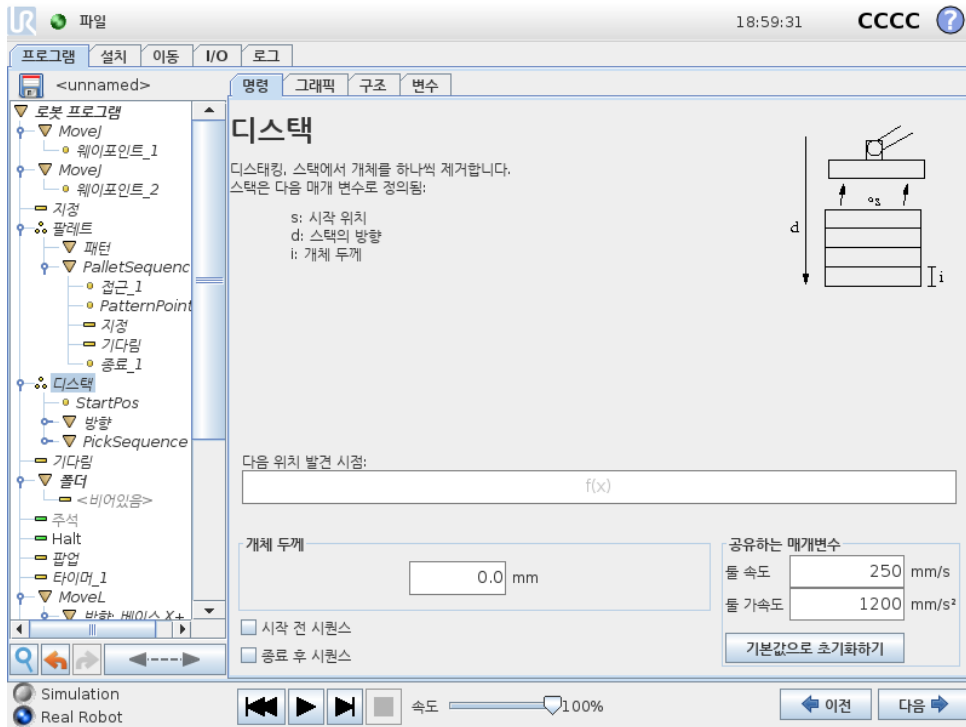 UR 파일 18:59:31 CCCC ?
프로그램 설치 이동 I/O 로그
<unnamed>
명령 그래픽 구조 변수
로봇 프로그램
MoveJ
웨이포인트_1
MoveJ
웨이포인트_2
지정
팔레트
패턴
PalletSequenc
접근_1
PatternPoint
지정
기다림
종료_1
디스택
StartPos
방향
PickSequence
기다림
폴더
<비어있음>
주석
Halt
팝업
타이머_1
MoveL
방향: 베이스 X+
디스택
디스태킹, 스택에서 개체를 하나씩 제거합니다.
스택은 다음 매개 변수로 정의됨:
s: 시작 위치
d: 스택의 방향
i: 개체 두께
s
d
i
다음 위치 발견 시점:
f(x)
개체 두께
0.0 mm
시작 전 시퀀스
종료 후 시퀀스
공유하는 매개변수
툴 속도 250 mm/s
툴 가속도 1200 mm/s²
기본값으로 초기화하기
Simulation
Real Robot
속도 100%
이전 다음